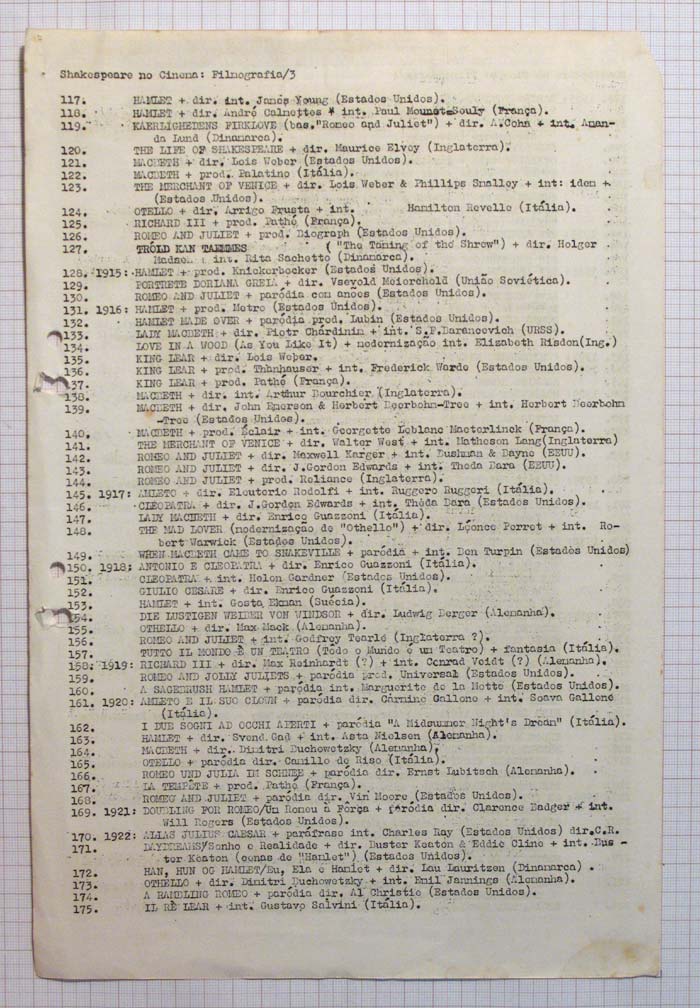 Shakespeare no Cinema: Filmografia/3
117. HAMLET + dir. int. James Young (Estados Unidos).
118. HAMLET + dir. André Calmettes * int. Paul Mounet-Souly (França).
119. KAERLIGHEDENS FIRKLOVE (bas."Romeo and Juliet") + dir. A.Cohn + int. Aman-
da Lund (Dinamarca).
120. THE LIFE OF SHAKESPEARE + dir. Maurice Elvey (Inglaterra).
121. MACBETH + dir. Lois Weber (Estados Unidos).
122. MACBETH + prod. Palatino (Itália).
123. THE MERCHANT OF VENICE + dir. Lois Weber & Phillips Smalley + int: idem +
(Estados Unidos).
124. OTELLO + dir. Arrigo Frusta + int. Hamilton Revelle (Itália).
125. RICHARD III + prod. Pathé (França).
126. ROMEO AND JULIET + prod. Biograph (Estados Unidos).
127. TROLD KAN TAEMMES ( "The Taming of the Shrew") + dir. Holger
Madsen + int. Rita Sachetto (Dinamarca).
128. 1915: HAMLET + prod. Knickerbocker (Estados Unidos).
129. PORTRETE DORIANA GREIA + dir. Vsevold Meierchold (União Soviética).
130. ROMEO AND JULIET + paródia com anões (Estados Unidos).
131. 1916: HAMLET + prod. Metro (Estados Unidos).
132. HAMLET MADE OVER + paródia prod. Lubin (Estados Unidos).
133. LADY MACBETH + dir. Piotr Chardinin + int. S.F.Darancevich (URSS).
134. LOVE IN A WOOD (As You Like It) + modernização int. Elizabeth Risdon(Ing.)
135. KING LEAR + dir. Lois Weber.
136. KING LEAR + prod. Thanhauser + int. Frederick Warde (Estados Unidos).
137. KING LEAR + prod. Pathé (França).
138. MACBETH + dir. int. Arthur Bourchier (Inglaterra).
139. MACBETH + dir. John Emerson & Herbert Beerbohm-Tree + int. Herbert Beerbohm
-Tree (Estados Unidos).
140. MACBETH + prod. Éclair + int. Georgette Leblanc Maeterlinck (França).
141. THE MERCHANT OF VENICE + dir. Walter West + int. Matheson Lang(Inglaterra)
142. ROMEO AND JULIET + dir. Maxwell Karger + int. Bushman & Bayne (EEUU).
143. ROMEO AND JULIET + dir. J.Gordon Edwards + int. Theda Bara (EEUU).
144. ROMEO AND JULIET + prod. Reliance (Inglaterra).
145. 1917: AMLETO + dir. Eleuterio Rodolfi + int. Ruggero Ruggeri (Itália).
146. CLEOPATRA + dir. J.Gordon Edwards + int. Theda Bara (Estados Unidos).
147. LADY MACBETH + dir. Enrico Guazzoni (Itália).
148. THE MAD LOVER (modernização de "Othello") + dir. Léonce Perret + int. Ro-
bert Warwick (Estados Unidos).
149. WHEN MACBETH CAME TO SHAKEVILLE + paródia + int. Ben Turpin (Estados Unidos)
150. 1918; ANTONIO E CLEOPATRA + dir. Enrico Guazzoni (Itália).
151. CLEOPATRA + int. Helen Gardner (Estados Unidos).
152. GIULIO CESARE + dir. Enrico Guazzoni (Itália).
153. HAMLET + int. Gosta Ekman (Suécia).
154. DIE LUSTIGEN WEIBER VON WINDSOR + dir. Ludwig Berger (Alemanha).
155. OTHELLO + dir. Max Mack (Alemanha).
156. ROMEO AND JULIET + int. Godfrey Tearle (Inglaterra ?).
157. TUTTO IL MONDO È UN TEATRO (Todo o Mundo é um Teatro) + fantasia (Itália).
158: 1919: RICHARD III + dir. Max Reinhardt (?) + int. Conrad Veidt (?) (Alemanha).
159. ROMEO AND JOLLY JULIETS + paródia prod. Universal (Estados Unidos).
160. A SAGEBRUSH HAMLET + paródia int. Marguerite de la Motte (Estados Unidos).
161. 1920: AMLETO E IL SUO CLOWN + paródia dir. Carmine Gallone + int. Soava Gallone
(Itália).
162. I DUE SOGNI AD OCCHI APERTI + paródia "A Midsummer Night's Dream" (Itália).
163. HAMLET + dir. Svend Gad + int. Asta Nielsen (Alemanha).
164. MACBETH + dir. Dimitri Buchowetzky (Alemanha).
165. OTELLO + paródia dir. Camillo de Riso (Itália).
166. ROMEO UND JULIA IM SCHNEE + paródia dir. Ernst Lubitsch (Alemanha).
167. LA TEMPÊTE + prod. Pathé (França).
168. ROMEO AND JULIET + paródia dir. Vin Moore (Estados Unidos).
169. 1921: DOUBLING FOR ROMEO/Um Romeu à Força + paródia dir. Clarence Badger + int.
Will Rogers (Estados Unidos).
170. 1922: ALIAS JULIUS CAESAR + paráfrase int. Charles Ray (Estados Unidos) dir.C.R.
171. DAYDREAMS/Sonho e Realidade + dir. Buster Keaton & Eddie Cline + int. Bus -
ter Keaton (cenas de "Hamlet") (Estados Unidos).
172. HAN, HUN OG HAMLET/Eu, Ela e Hamlet + dir. Lau Lauritzen (Dinamarca) .
173. OTHELLO + dir. Dimitri Buchowetzky + int. Emil Jannings (Alemanha).
174. A RAMBLING ROMEO + paródia dir. Al Christie (Estados Unidos).
175. IL RÈ LEAR + int. Gustavo Salvini (Itália).